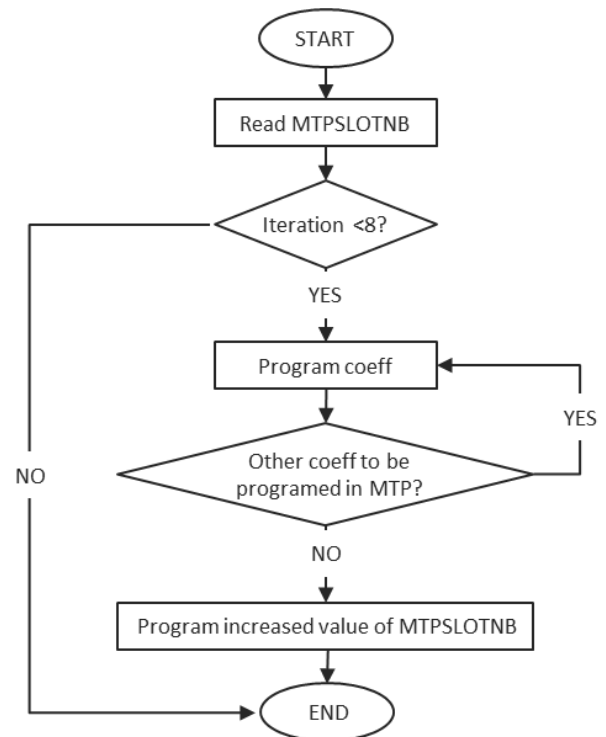 START
Read MTPSLOTNB
Iteration <8?
YES
Program coeff
YES
Other coeff to be
programed in MTP?
NO
NO
Program increased value of MTPSLOTNB
END